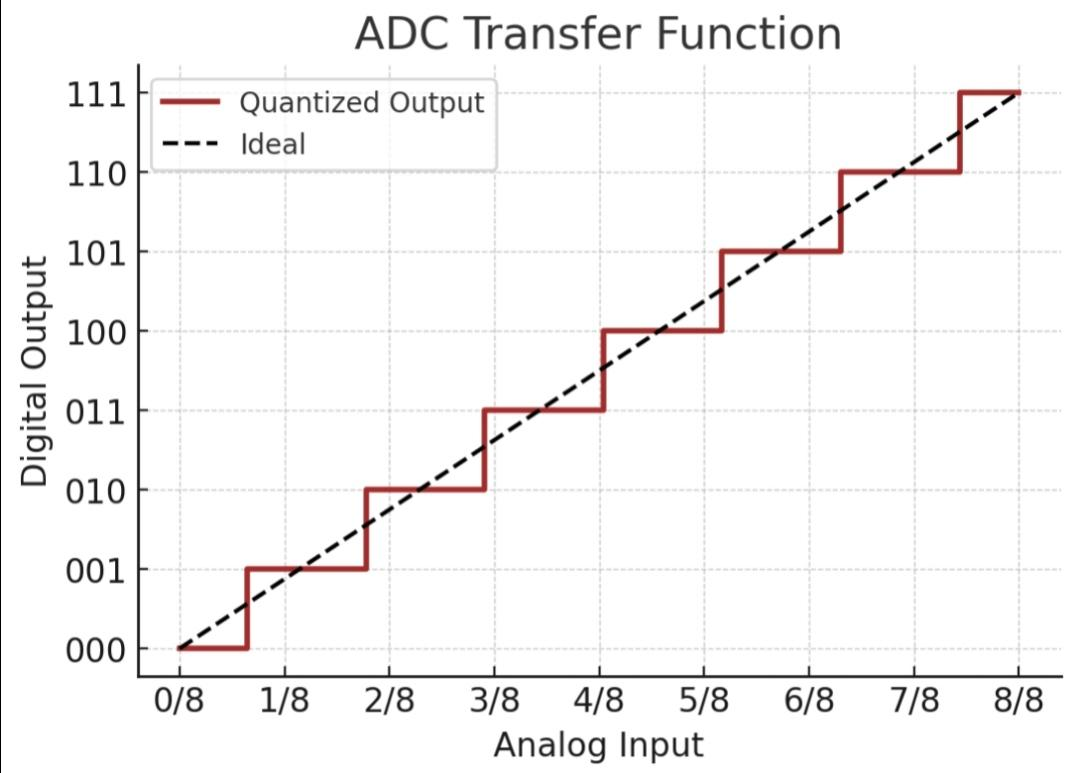 ADC Transfer Function
Quantized Output
Ideal
111
110
101
100
011
010
001
000
Digital Output
0/8 1/8 2/8 3/8 4/8 5/8 6/8 7/8 8/8
Analog Input